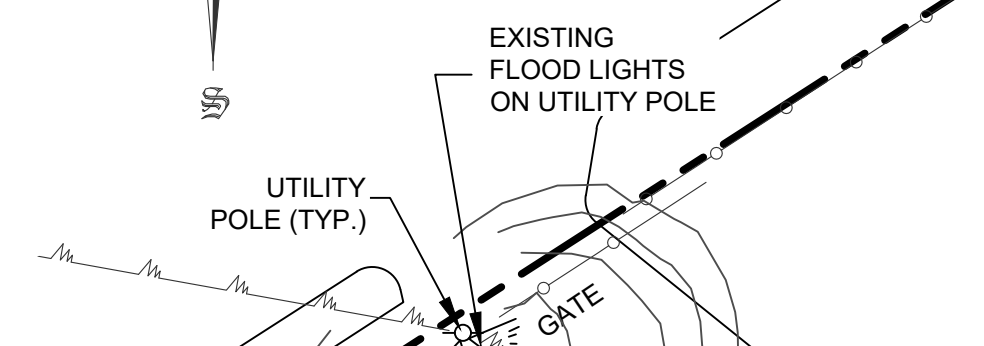 EXISTING
FLOOD LIGHTS
ON UTILITY POLE
S
UTILITY
POLE (TYP.)
GATE